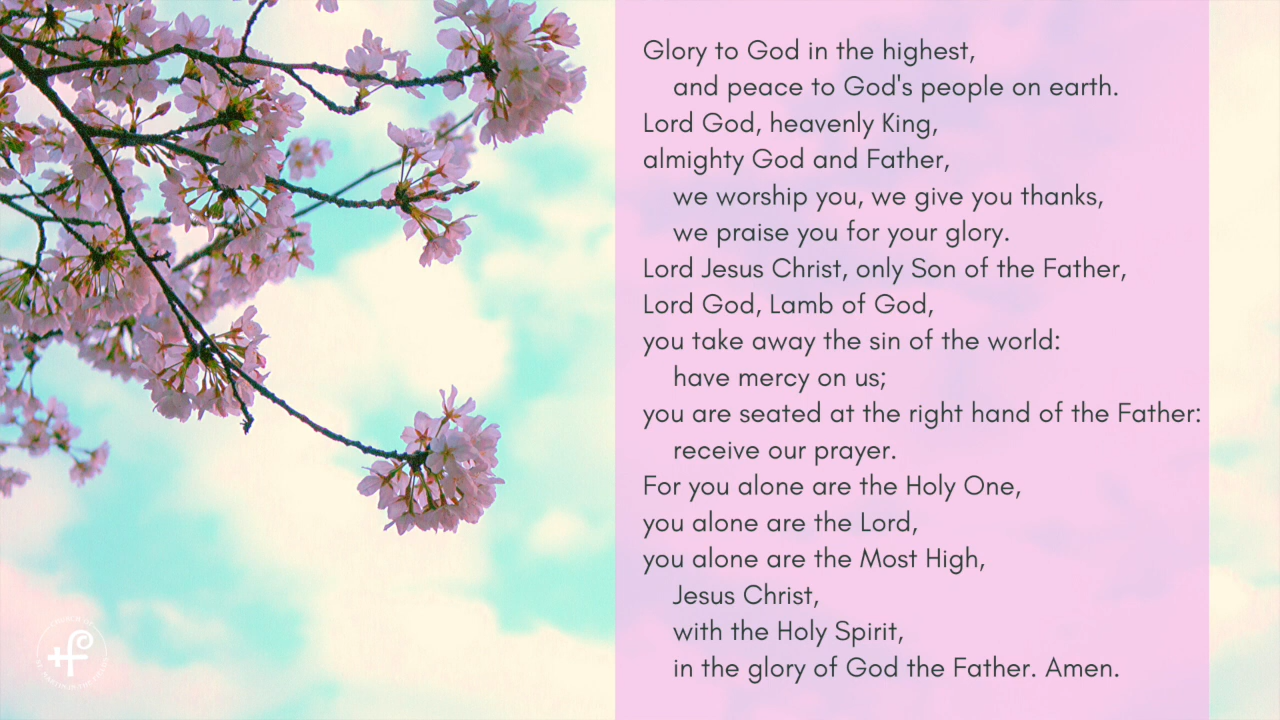 Glory to God in the highest,
and peace to God's people on earth.
Lord God, heavenly King,
almighty God and Father,
we worship you, we give you thanks,
we praise you for your glory.
Lord Jesus Christ, only Son of the Father,
Lord God, Lamb of God,
you take away the sin of the world:
have mercy on us;
you are seated at the right hand of the Father:
receive our prayer.
For you alone are the Holy One,
you alone are the Lord,
you alone are the Most High,
Jesus Christ,
with the Holy Spirit,
in the glory of God the Father. Amen.